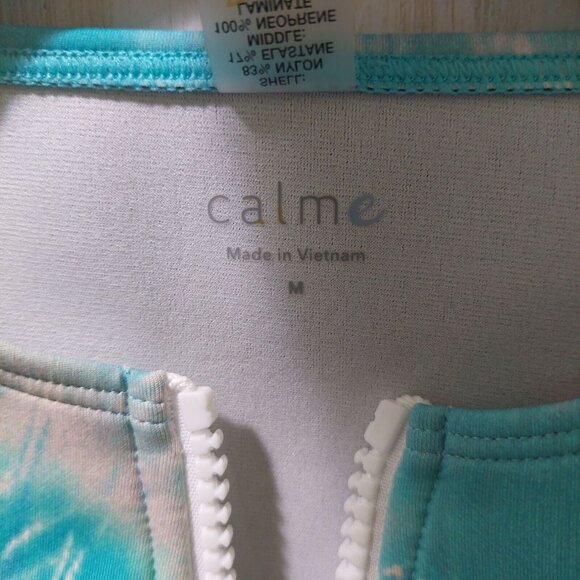 SHELL:
83% NYLON
17% ELASTANE
MIDDLE:
100% NEOPRENE
LAMINATE
calme
Made in Vietnam
M